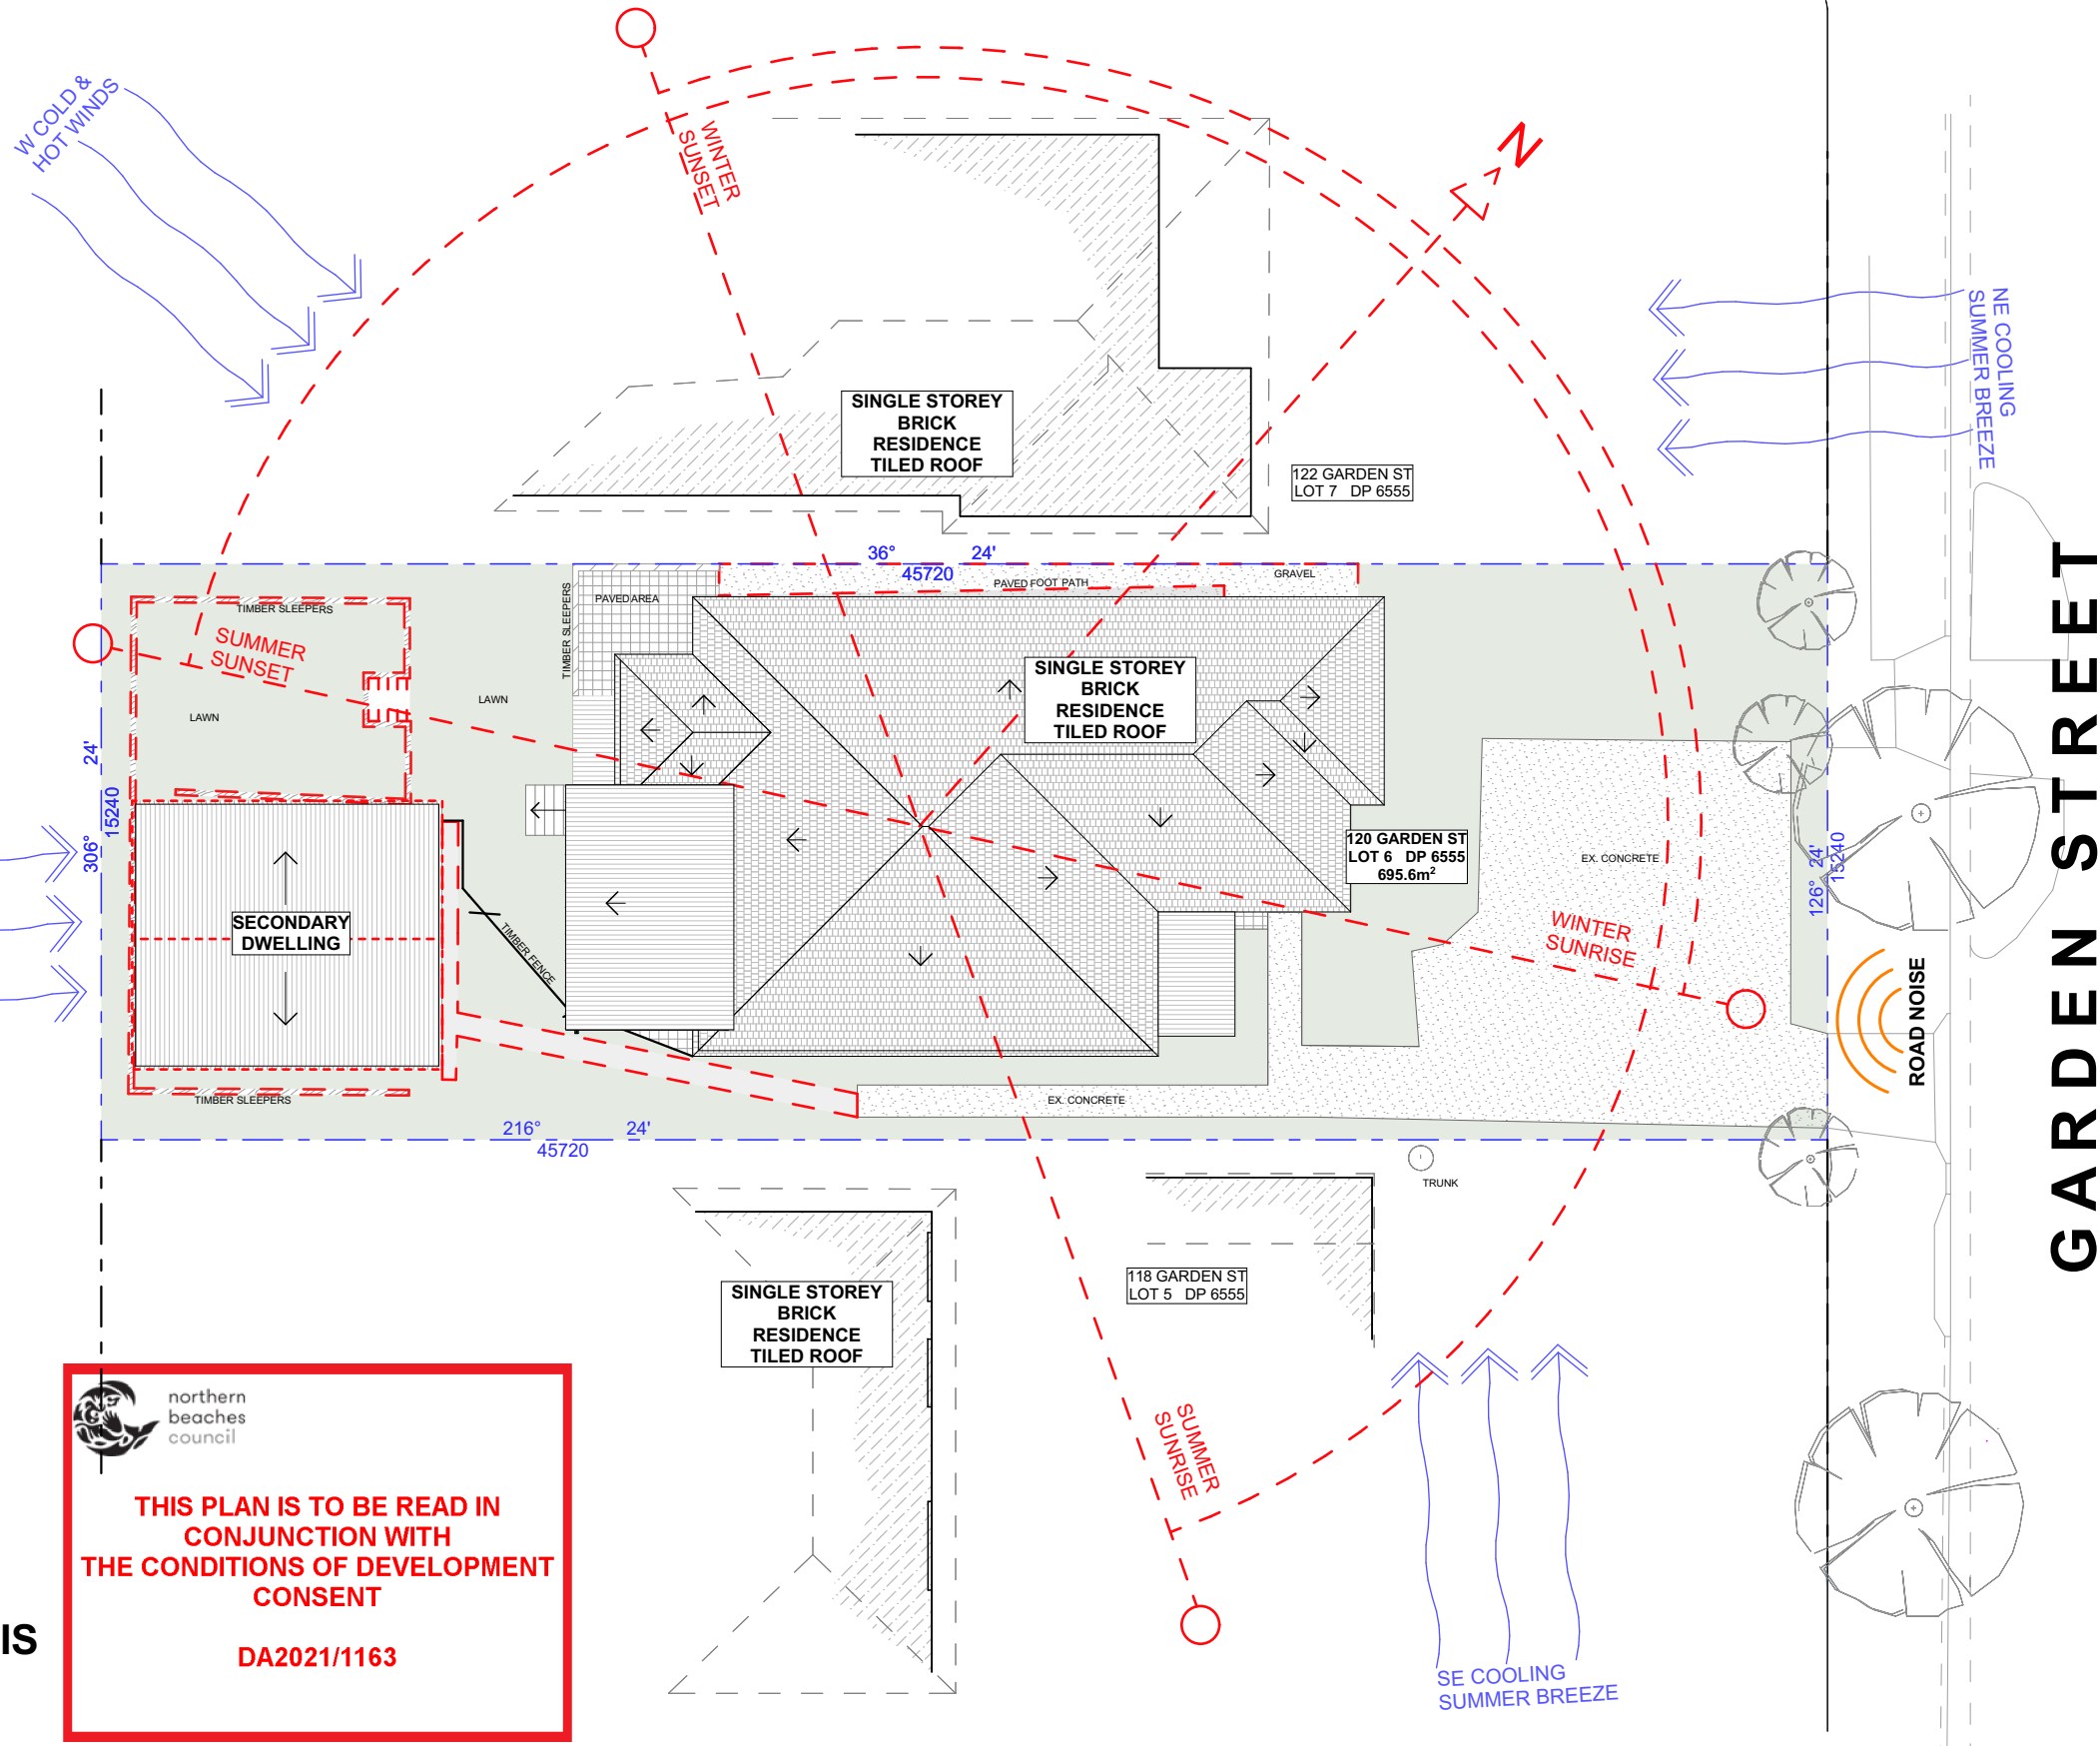 W COLD &
HOT WINDS
WINTER
SUNSET
N
NE COOLING
SUMMER BREEZE
SINGLE STOREY
BRICK
RESIDENCE
TILED ROOF
122 GARDEN ST
LOT 7 DP 6555
36° 24'
45720
PAVED FOOT PATH
GRAVEL
TIMBER SLEEPERS
PAVED AREA
TIMBER SLEEPERS
SUMMER
SUNSET
LAWN
LAWN
SINGLE STOREY
BRICK
RESIDENCE
TILED ROOF
306° 24'
15240
120 GARDEN ST
LOT 6 DP 6555
695.6m²
EX. CONCRETE
126° 24'
15240
SECONDARY
DWELLING
TIMBER FENCE
WINTER
SUNRISE
ROAD NOISE
GARDEN STREET
TIMBER SLEEPERS
EX. CONCRETE
216° 24'
45720
TRUNK
118 GARDEN ST
LOT 5 DP 6555
SINGLE STOREY
BRICK
RESIDENCE
TILED ROOF
SUMMER
SUNRISE
SE COOLING
SUMMER BREEZE
northern
beaches
council
THIS PLAN IS TO BE READ IN
CONJUNCTION WITH
THE CONDITIONS OF DEVELOPMENT
CONSENT
DA2021/1163
IS